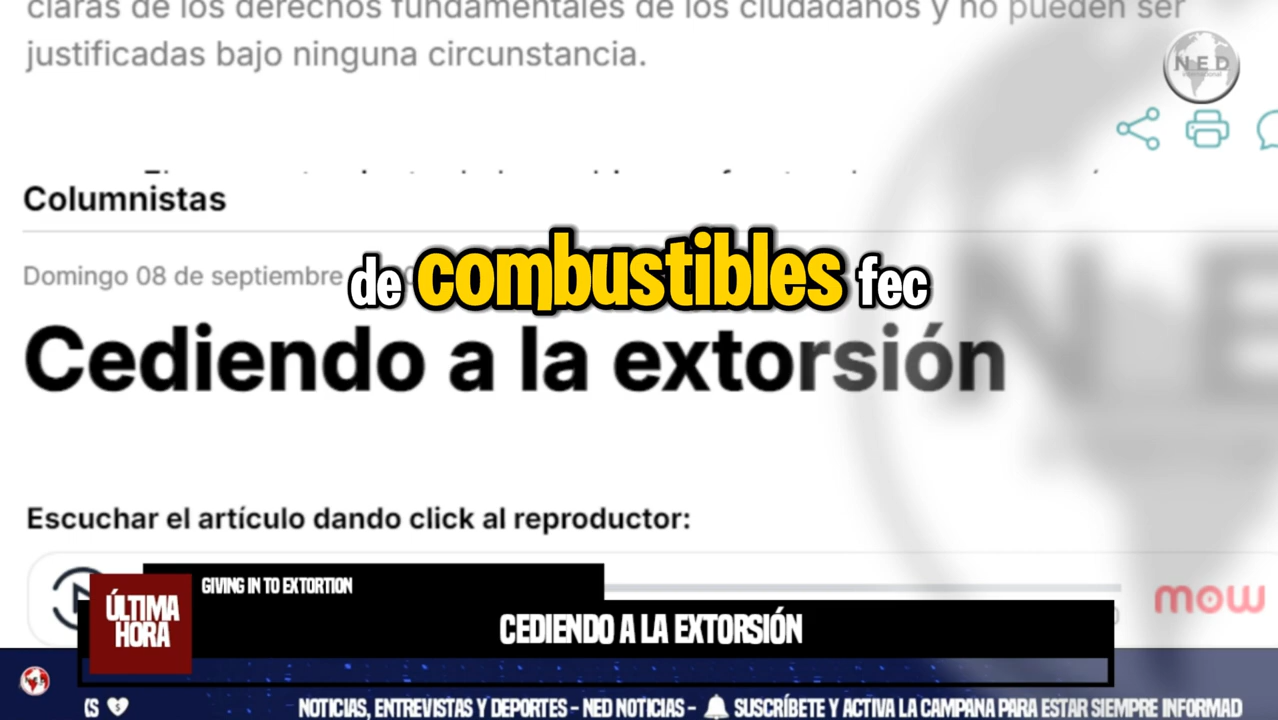 claras de los derechos fundamentales de los ciudadanos y no pueden ser
justificadas bajo ninguna circunstancia.
NED
Columnistas
Domingo 08 de septiembre
de combustibles fec
Cediendo a la extorsión
Escuchar el artículo dando click al reproductor:
mow
GIVING IN TO EXTORTION
ÚLTIMA
HORA
CEDIENDO A LA EXTORSIÓN
CS NOTICIAS, ENTREVISTAS Y DEPORTES - NED NOTICIAS - SUSCRÍBETE Y ACTIVA LA CAMPANA PARA ESTAR SIEMPRE INFORMAD